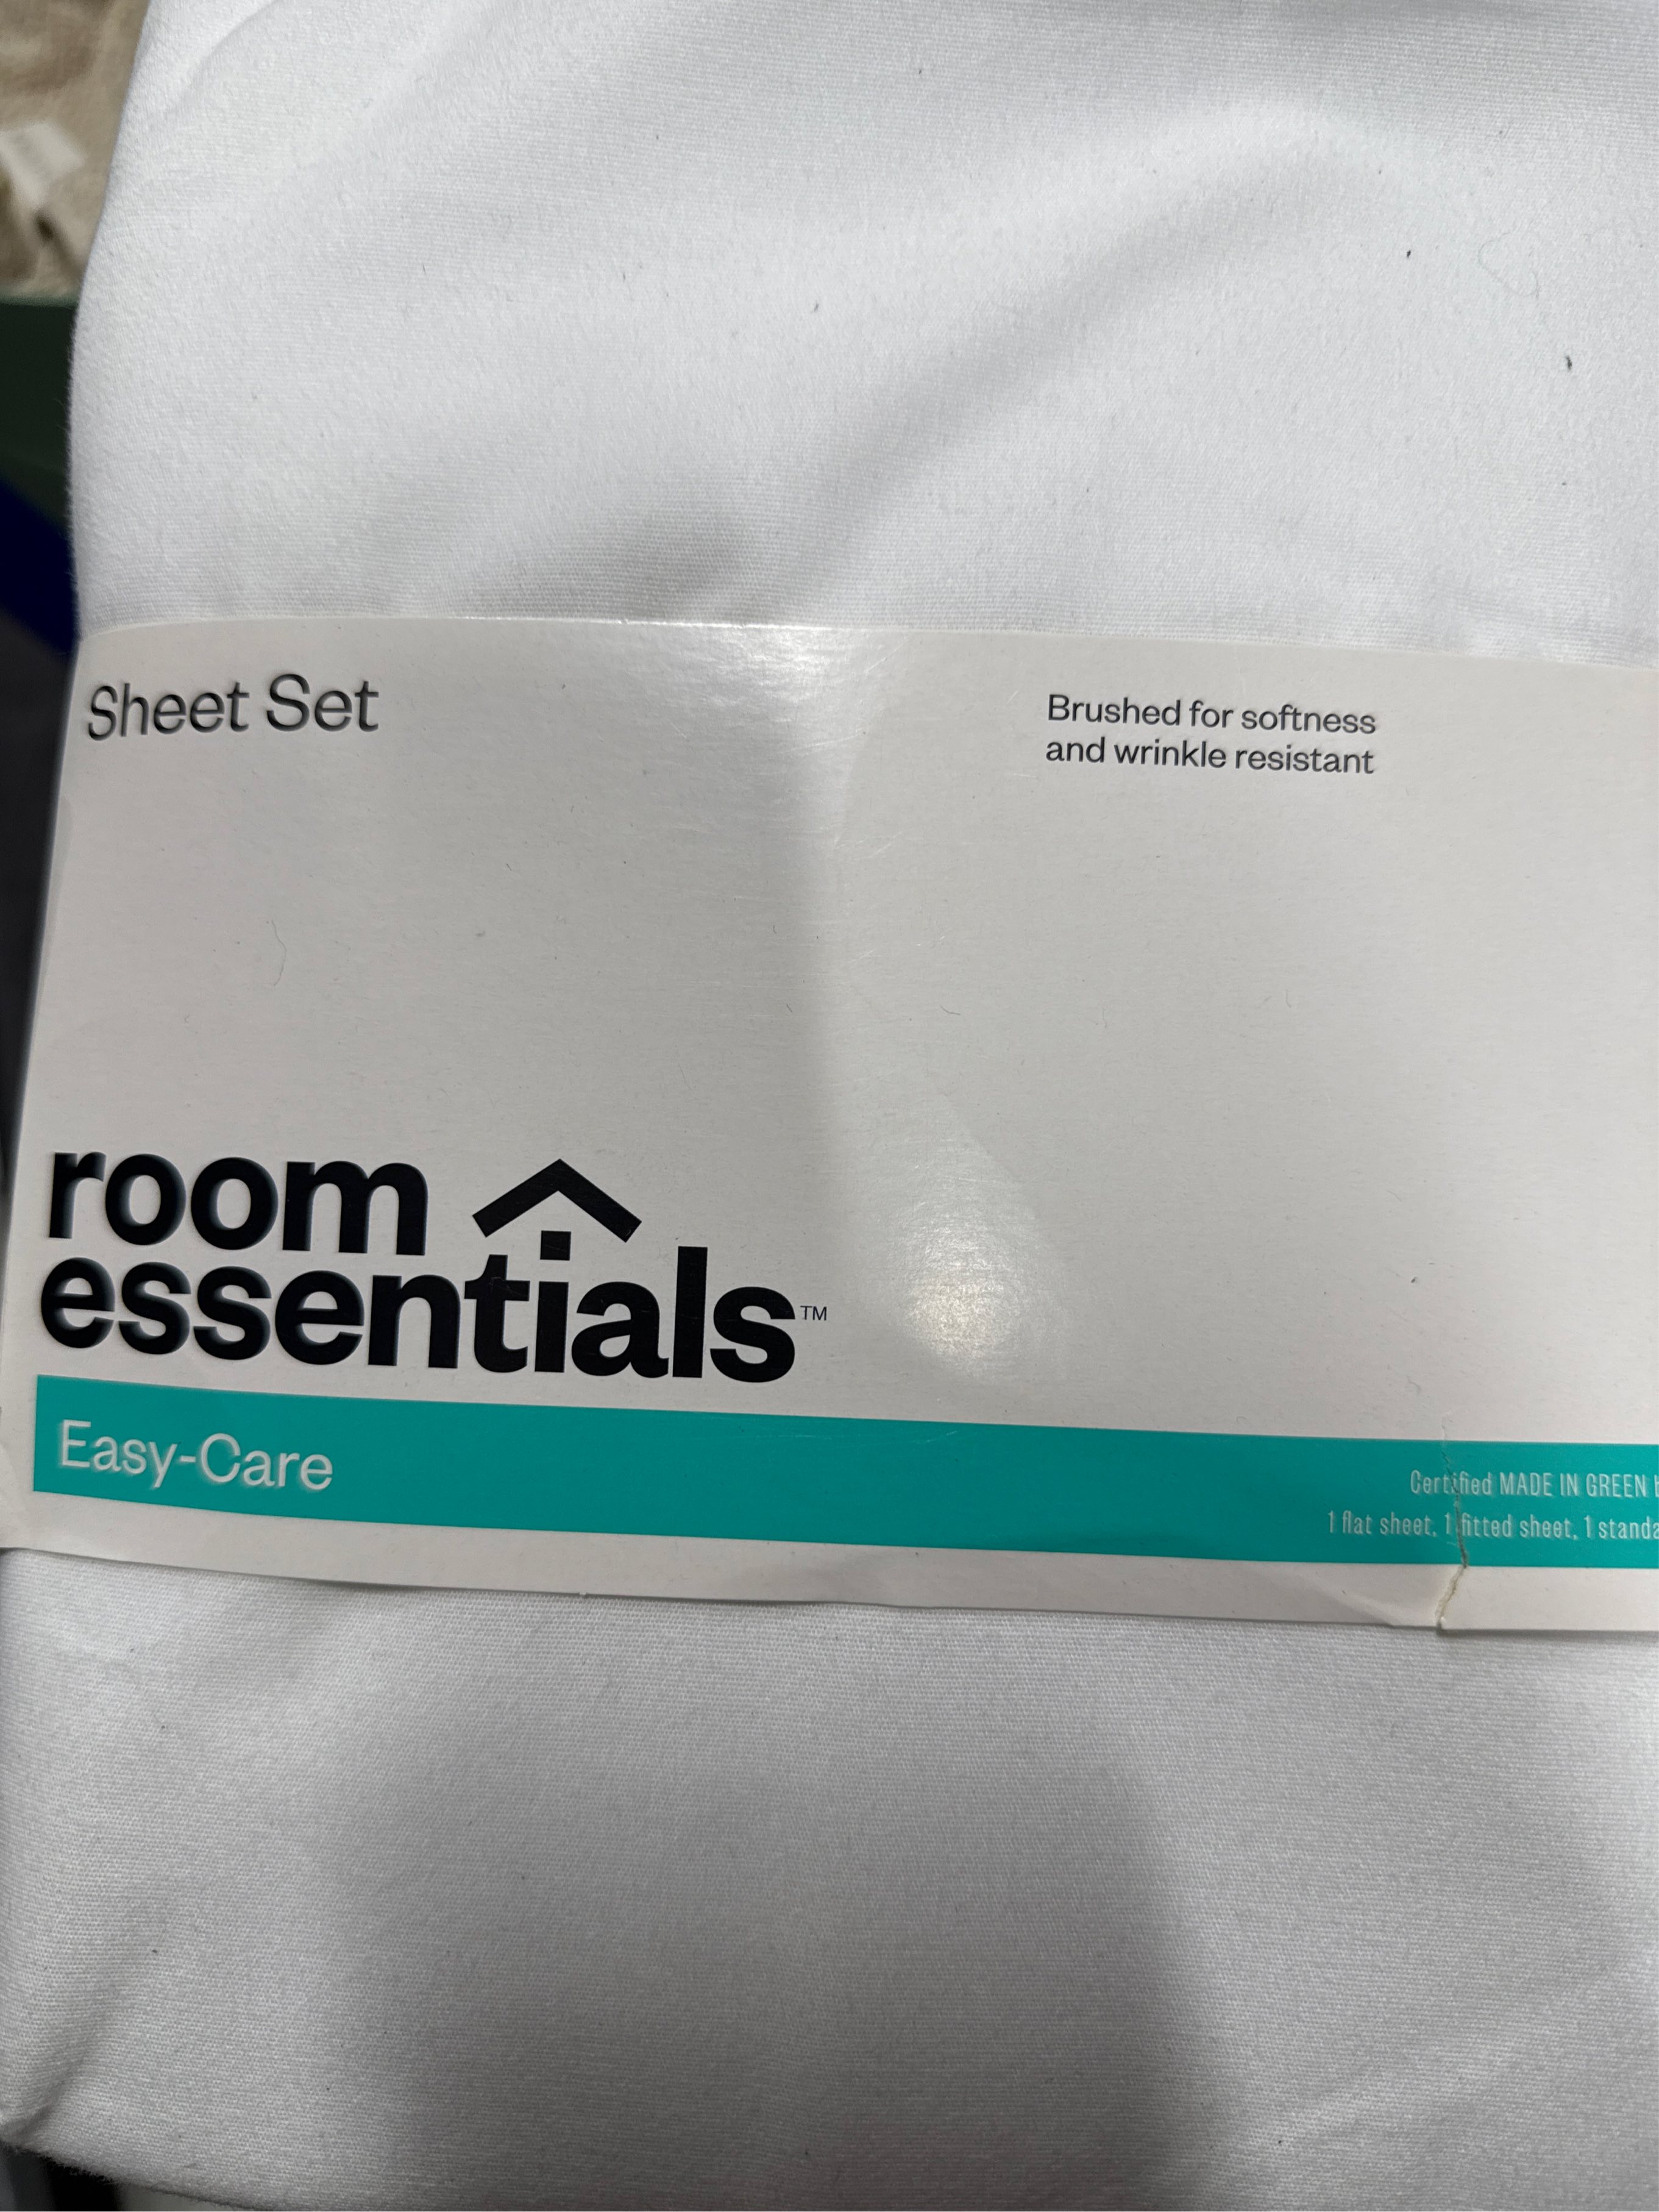 Sheet Set
Brushed for softness
and wrinkle resistant
room
essentials™
Easy-Care
Certified MADE IN GREEN
1 flat sheet, 1 fitted sheet, 1